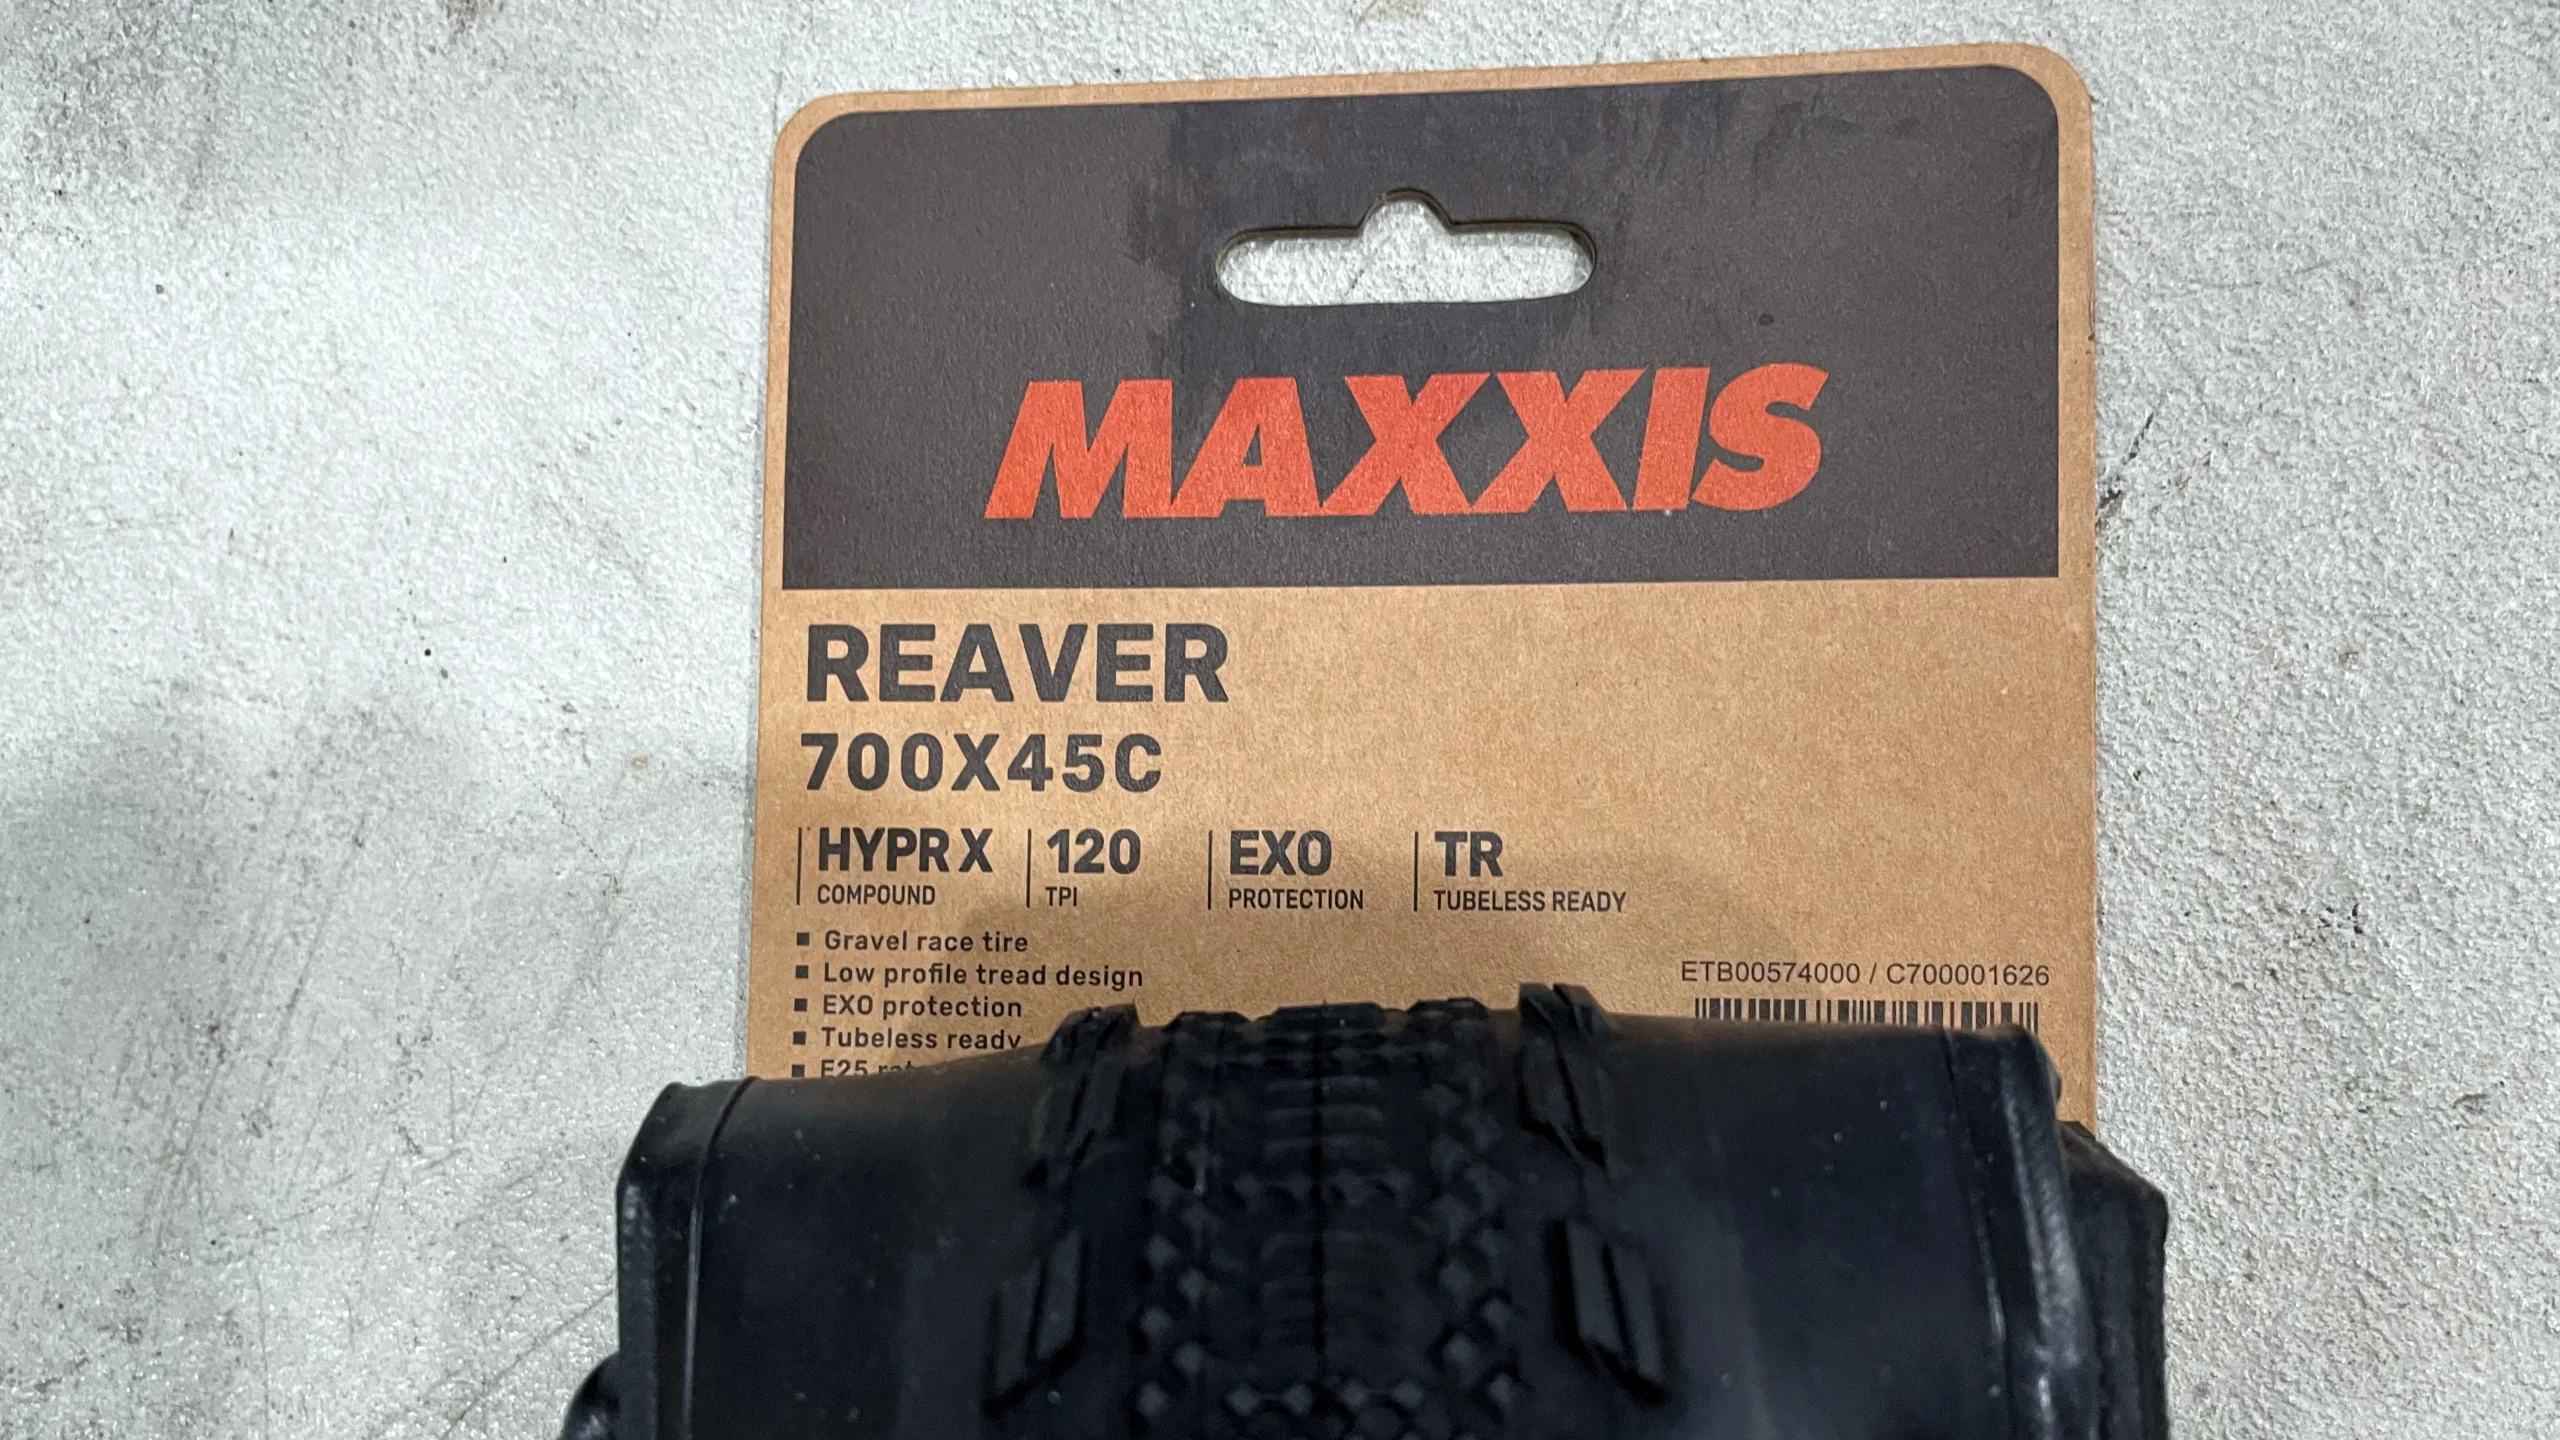 MAXXIS
REAVER
700X45C
HYPR X 120 EXO TR
COMPOUND TPI PROTECTION TUBELESS READY
▪ Gravel race tire
▪ Low profile tread design
▪ EXO protection
▪ Tubeless ready
▪ E25
ETB00574000 / C700001626